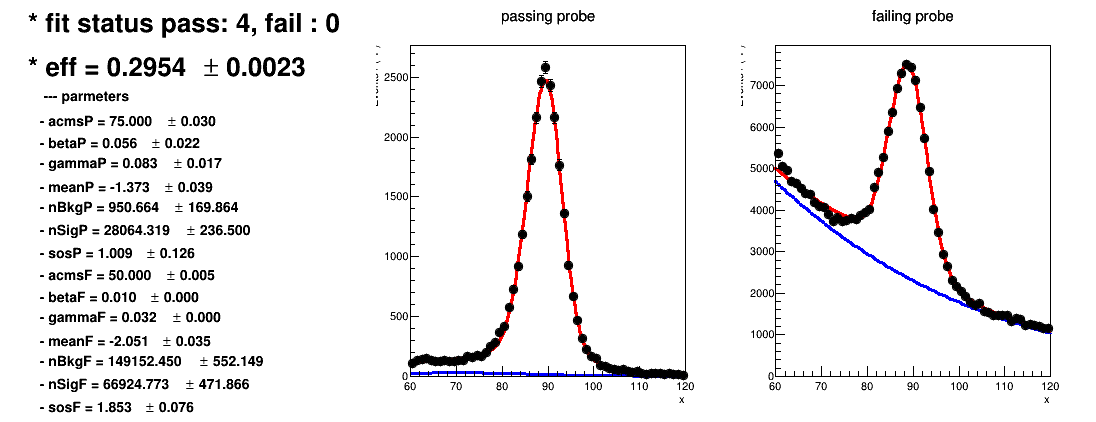 * fit status pass: 4, fail : 0
* eff = 0.2954 ± 0.0023
--- parmeters
- acmsP = 75.000 ± 0.030
- betaP = 0.056 ± 0.022
- gammaP = 0.083 ± 0.017
- meanP = -1.373 ± 0.039
- nBkgP = 950.664 ± 169.864
- nSigP = 28064.319 ± 236.500
- sosP = 1.009 ± 0.126
- acmsF = 50.000 ± 0.005
- betaF = 0.010 ± 0.000
- gammaF = 0.032 ± 0.000
- meanF = -2.051 ± 0.035
- nBkgF = 149152.450 ± 552.149
- nSigF = 66924.773 ± 471.866
- sosF = 1.853 ± 0.076
passing probe
2500
2000
1500
1000
500
0
60 70 80 90 100 110 120
x
failing probe
7000
6000
5000
4000
3000
2000
1000
0
60 70 80 90 100 110 120
x